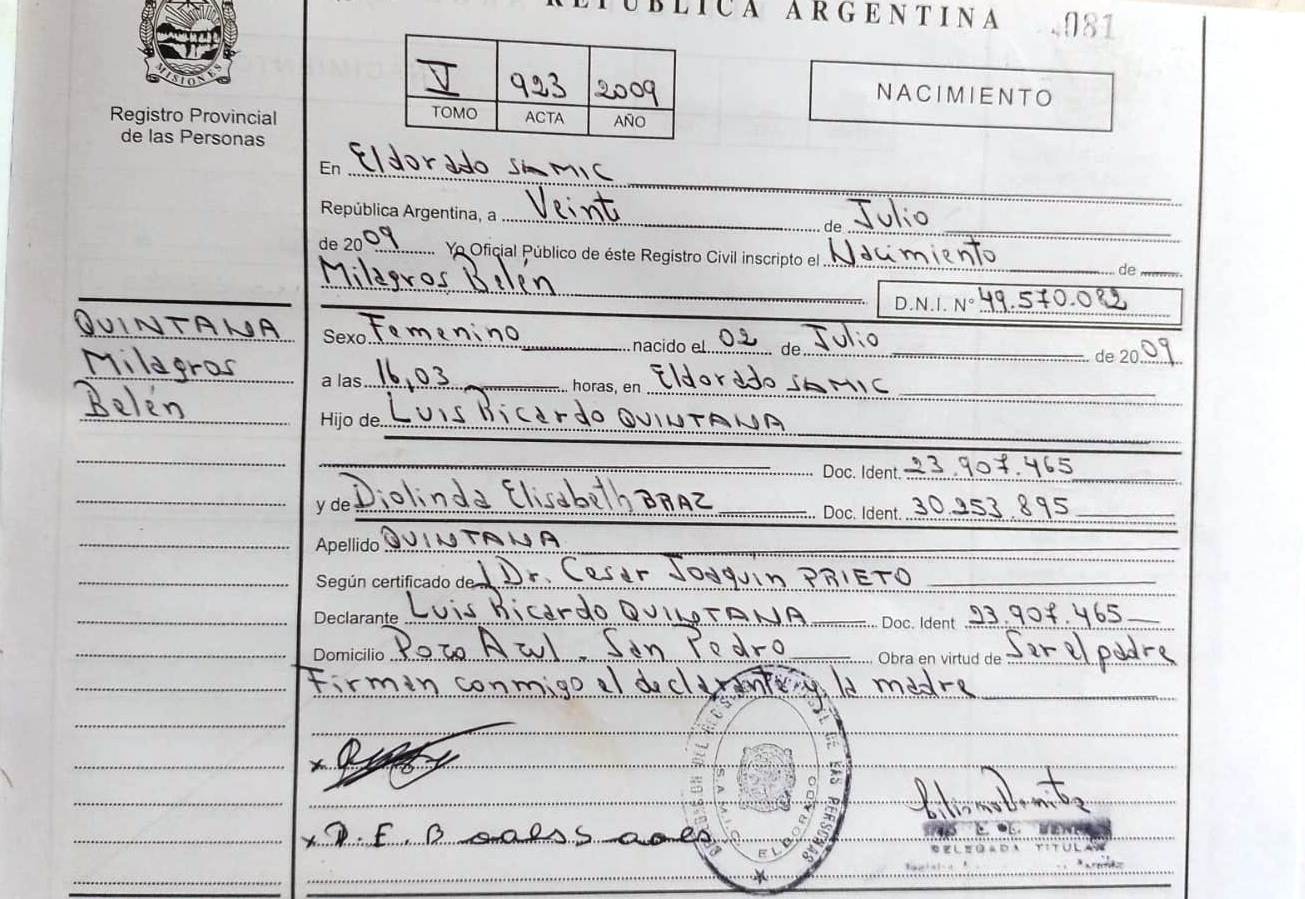 REPÚBLICA ARGENTINA
081
MISIONES
Registro Provincial
de las Personas
V 923 2009
TOMO ACTA AÑO
NACIMIENTO
En Eldorado SAMIC
República Argentina, a Veinte de Julio
de 2009 Yo Oficial Público de éste Registro Civil inscripto el Nacimiento de
Milagros Belén D.N.I. N° 49.570.082
QUINTANA
Milagros
Belén
Sexo Femenino nacido el 02 de Julio de 2009
a las 16,03 horas, en Eldorado SAMIC
Hijo de Luis Ricardo QUINTANA
Doc. Ident. 23.907.465
y de Diolinda Elisabeth BRAZ Doc. Ident. 30.253.895
Apellido QUINTANA
Según certificado del Dr. Cesar Joaquin PRIETO
Declarante Luis Ricardo QUINTANA Doc. Ident 23.907.465
Domicilio Pozo Azul - San Pedro Obra en virtud de Ser el padre
Firman conmigo el declarante y la madre
S.A.M.I.C. ELDORADO
DE LAS PERSONAS
DELEGADA TITULAR